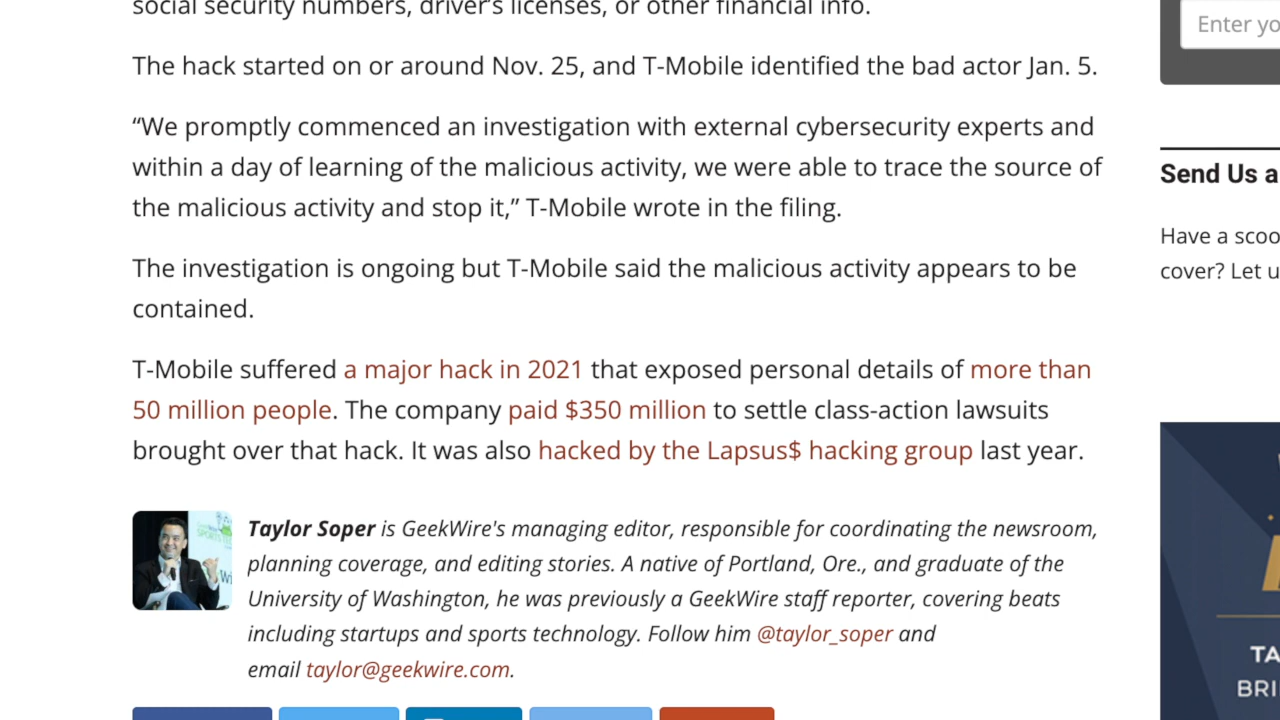 social security numbers, driver's licenses, or other financial info.
The hack started on or around Nov. 25, and T-Mobile identified the bad actor Jan. 5.
“We promptly commenced an investigation with external cybersecurity experts and
within a day of learning of the malicious activity, we were able to trace the source of
the malicious activity and stop it,” T-Mobile wrote in the filing.
The investigation is ongoing but T-Mobile said the malicious activity appears to be
contained.
T-Mobile suffered a major hack in 2021 that exposed personal details of more than
50 million people. The company paid $350 million to settle class-action lawsuits
brought over that hack. It was also hacked by the Lapsus$ hacking group last year.
Taylor Soper is GeekWire's managing editor, responsible for coordinating the newsroom,
planning coverage, and editing stories. A native of Portland, Ore., and graduate of the
University of Washington, he was previously a GeekWire staff reporter, covering beats
including startups and sports technology. Follow him @taylor_soper and
email taylor@geekwire.com.
Enter yo
Send Us a
Have a scoo
cover? Let u
TA
BRI